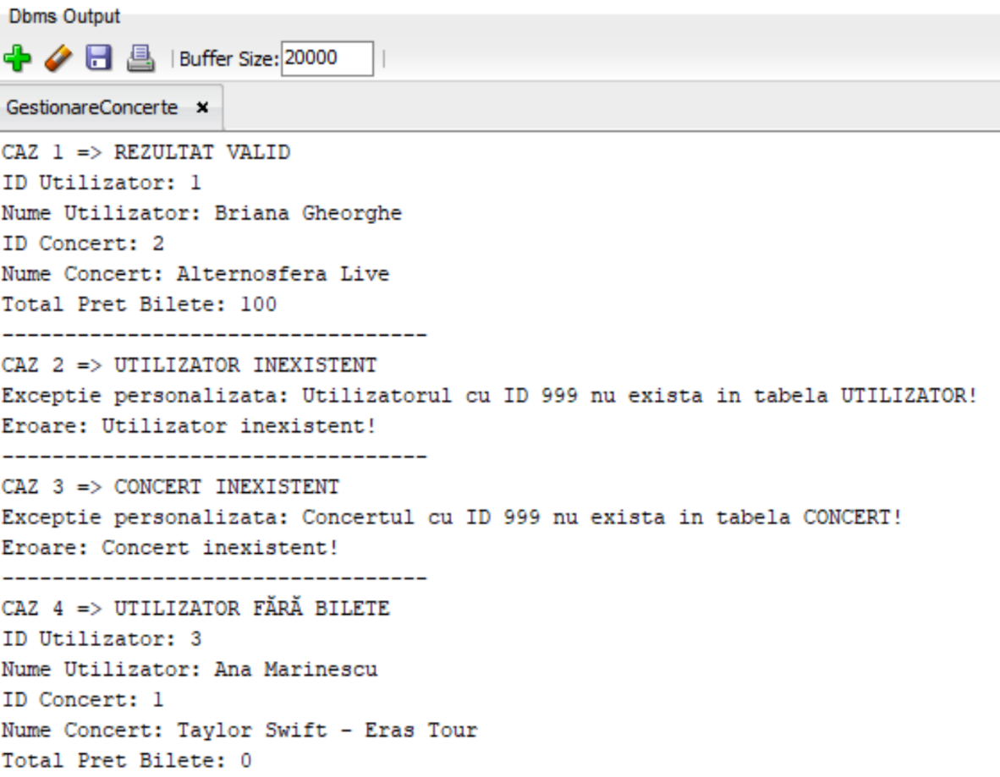 Dbms Output
Buffer Size: 20000
GestionareConcerte
CAZ 1 => REZULTAT VALID
ID Utilizator: 1
Nume Utilizator: Briana Gheorghe
ID Concert: 2
Nume Concert: Alternosfera Live
Total Pret Bilete: 100
----------------------------------
CAZ 2 => UTILIZATOR INEXISTENT
Exceptie personalizata: Utilizatorul cu ID 999 nu exista in tabela UTILIZATOR!
Eroare: Utilizator inexistent!
----------------------------------
CAZ 3 => CONCERT INEXISTENT
Exceptie personalizata: Concertul cu ID 999 nu exista in tabela CONCERT!
Eroare: Concert inexistent!
----------------------------------
CAZ 4 => UTILIZATOR FĂRĂ BILETE
ID Utilizator: 3
Nume Utilizator: Ana Marinescu
ID Concert: 1
Nume Concert: Taylor Swift - Eras Tour
Total Pret Bilete: 0